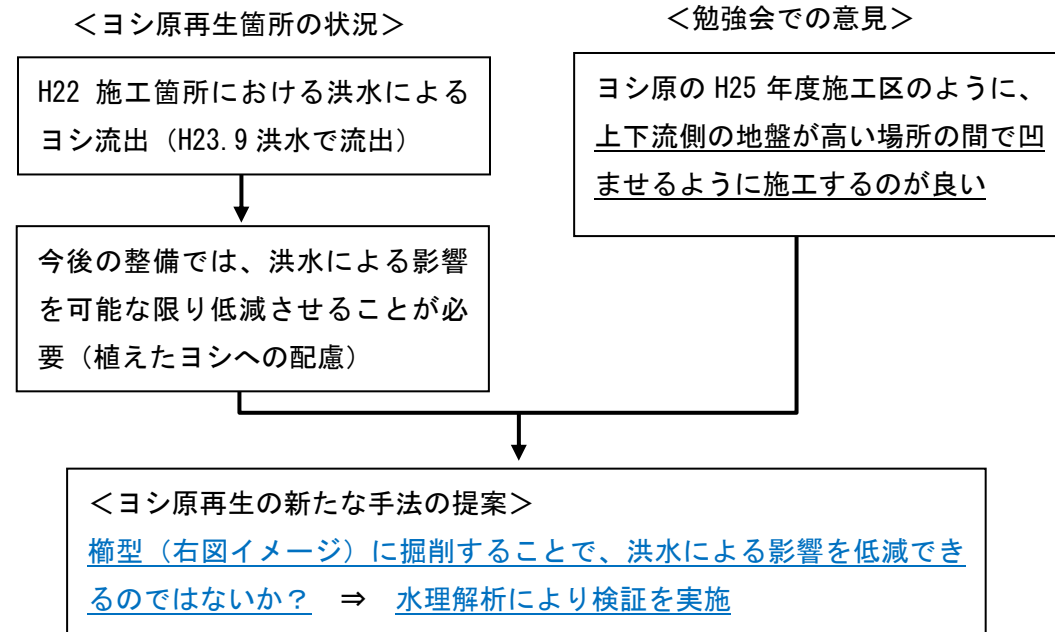 ＜ヨシ原再生箇所の状況＞
H22 施工箇所における洪水による
ヨシ流出（H23.9 洪水で流出）
今後の整備では、洪水による影響
を可能な限り低減させることが必
要（植えたヨシへの配慮）
＜勉強会での意見＞
ヨシ原の H25 年度施工区のように、
上下流側の地盤が高い場所の間で凹
ませるように施工するのが良い
＜ヨシ原再生の新たな手法の提案＞
櫛型（右図イメージ）に掘削することで、洪水による影響を低減でき
るのではないか？ ⇒ 水理解析により検証を実施